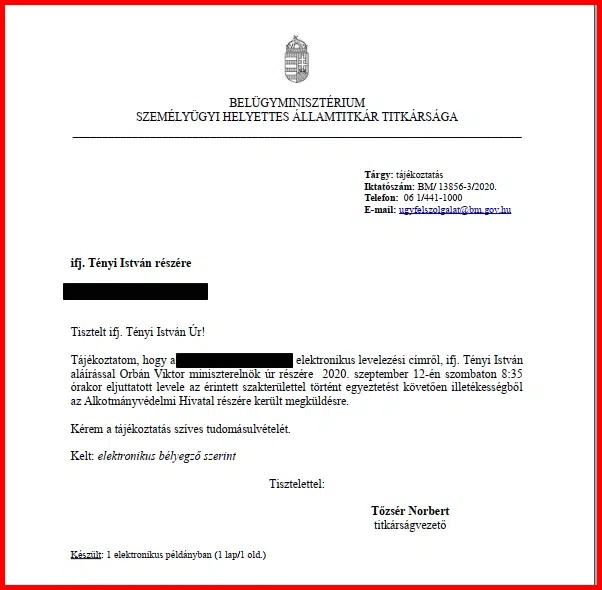 BELÜGYMINISZTÉRIUM
SZEMÉLYÜGYI HELYETTES ÁLLAMTITKÁR TITKÁRSÁGA
Tárgy: tájékoztatás
Iktatószám: BM/ 13856-3/2020.
Telefon: 06 1/441-1000
E-mail: ugyfelszolgalat@bm.gov.hu
ifj. Tényi István részére
Tisztelt ifj. Tényi István Úr!
Tájékoztatom, hogy a elektronikus levelezési címről, ifj. Tényi István
aláírással Orbán Viktor miniszterelnök úr részére 2020. szeptember 12-én szombaton 8:35
órakor eljuttatott levele az érintett szakterülettel történt egyeztetést követően illetékességből
az Alkotmányvédelmi Hivatal részére került megküldésre.
Kérem a tájékoztatás szíves tudomásulvételét.
Kelt: elektronikus bélyegző szerint
Tisztelettel:
Tőzsér Norbert
titkárságvezető
Készült: 1 elektronikus példányban (1 lap/1 old.)